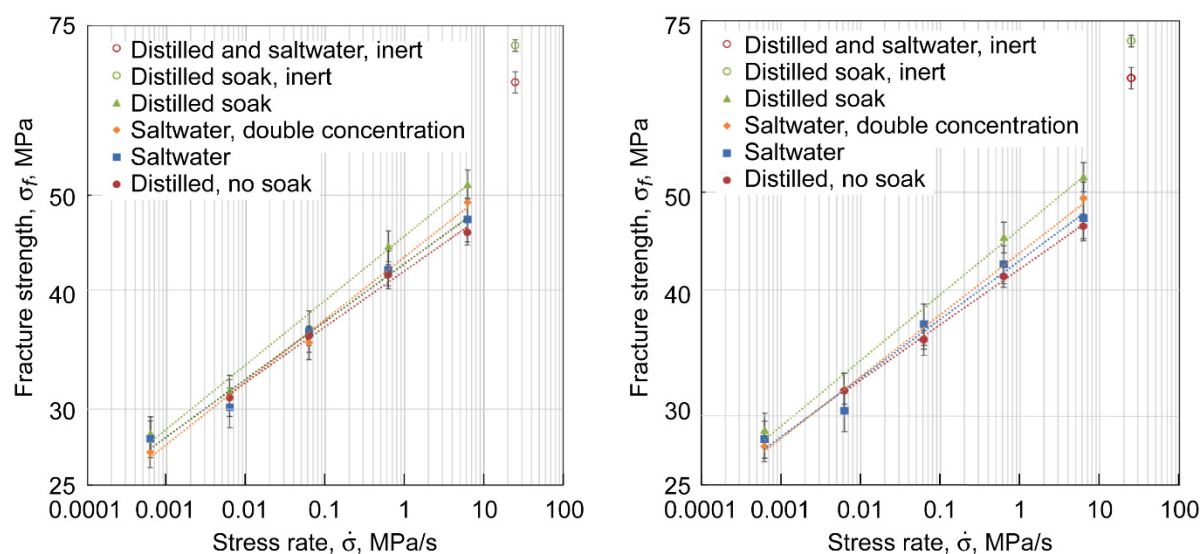 75
Distilled and saltwater, inert
Distilled soak, inert
Distilled soak
Saltwater, double concentration
Saltwater
Distilled, no soak
50
40
30
25
Fracture strength, σf, MPa
0.0001 0.001 0.01 0.1 1 10 100
Stress rate, σ̇, MPa/s
75
Distilled and saltwater, inert
Distilled soak, inert
Distilled soak
Saltwater, double concentration
Saltwater
Distilled, no soak
50
40
30
25
Fracture strength, σf, MPa
0.0001 0.001 0.01 0.1 1 10 100
Stress rate, σ̇, MPa/s